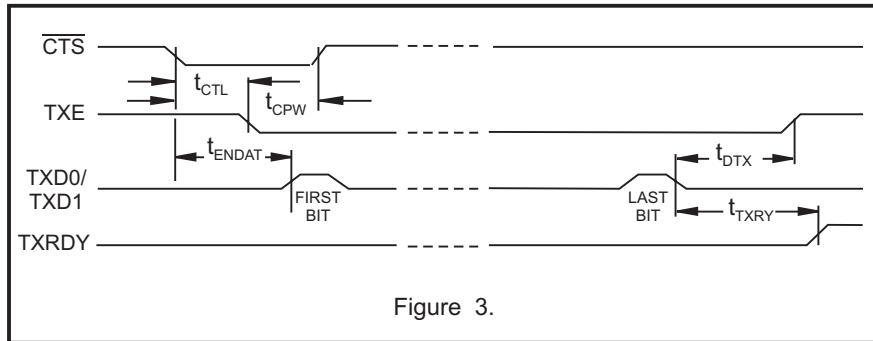 CTS
tCTL
tCPW
TXE
tENDAT
tDTX
TXD0/
TXD1
FIRST
BIT
LAST
BIT
tTXRY
TXRDY
Figure 3.